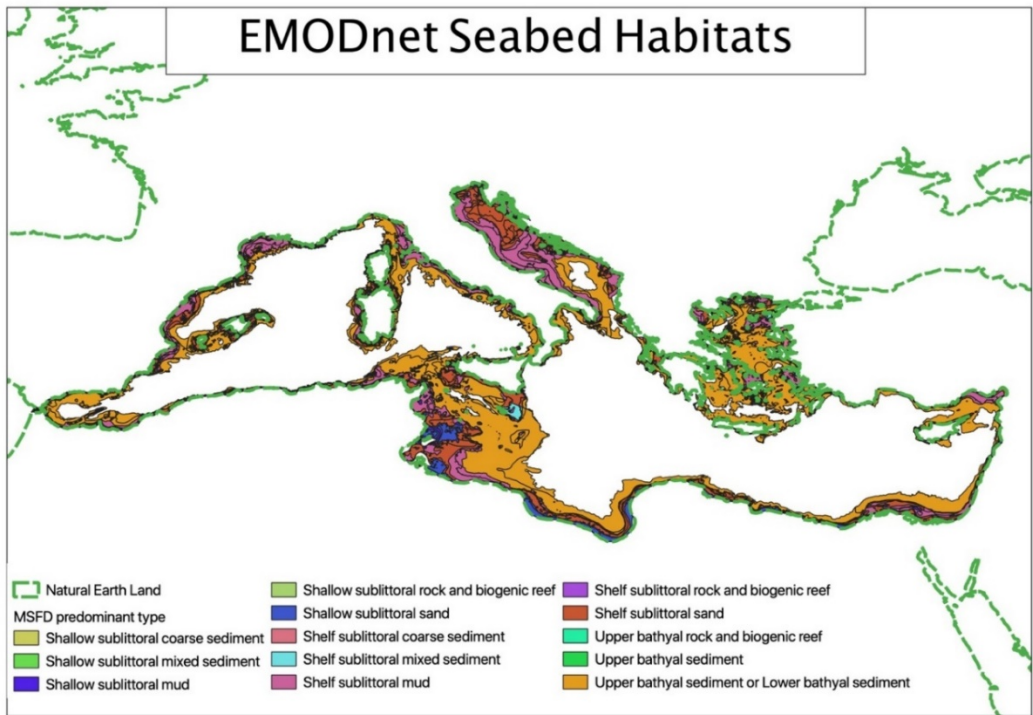 EMODnet Seabed Habitats
Natural Earth Land
MSFD predominant type
Shallow sublittoral coarse sediment
Shallow sublittoral mixed sediment
Shallow sublittoral mud
Shallow sublittoral rock and biogenic reef
Shallow sublittoral sand
Shelf sublittoral coarse sediment
Shelf sublittoral mixed sediment
Shelf sublittoral mud
Shelf sublittoral rock and biogenic reef
Shelf sublittoral sand
Upper bathyal rock and biogenic reef
Upper bathyal sediment
Upper bathyal sediment or Lower bathyal sediment